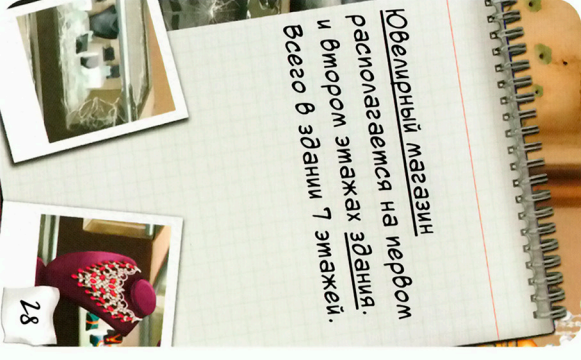 Ювелирный магазин
располагается на первом
и втором этажах здания.
Всего в здании 7 этажей.
28